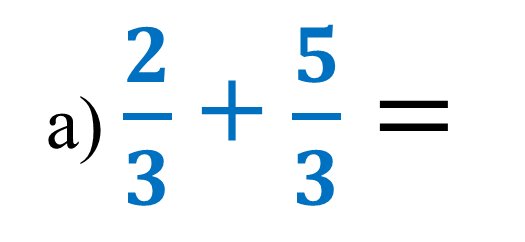 a) 2/3 + 5/3 =